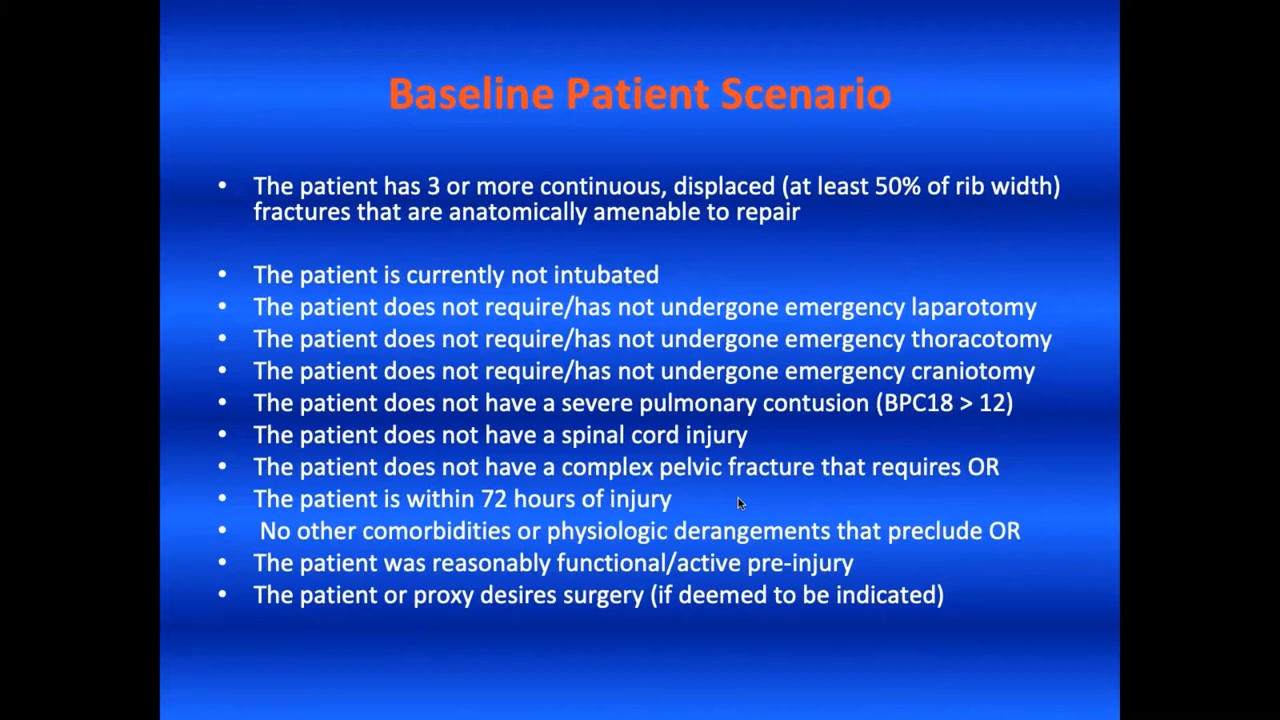 Baseline Patient Scenario
• The patient has 3 or more continuous, displaced (at least 50% of rib width)
fractures that are anatomically amenable to repair
• The patient is currently not intubated
• The patient does not require/has not undergone emergency laparotomy
• The patient does not require/has not undergone emergency thoracotomy
• The patient does not require/has not undergone emergency craniotomy
• The patient does not have a severe pulmonary contusion (BPC18 > 12)
• The patient does not have a spinal cord injury
• The patient does not have a complex pelvic fracture that requires OR
• The patient is within 72 hours of injury
• No other comorbidities or physiologic derangements that preclude OR
• The patient was reasonably functional/active pre-injury
• The patient or proxy desires surgery (if deemed to be indicated)